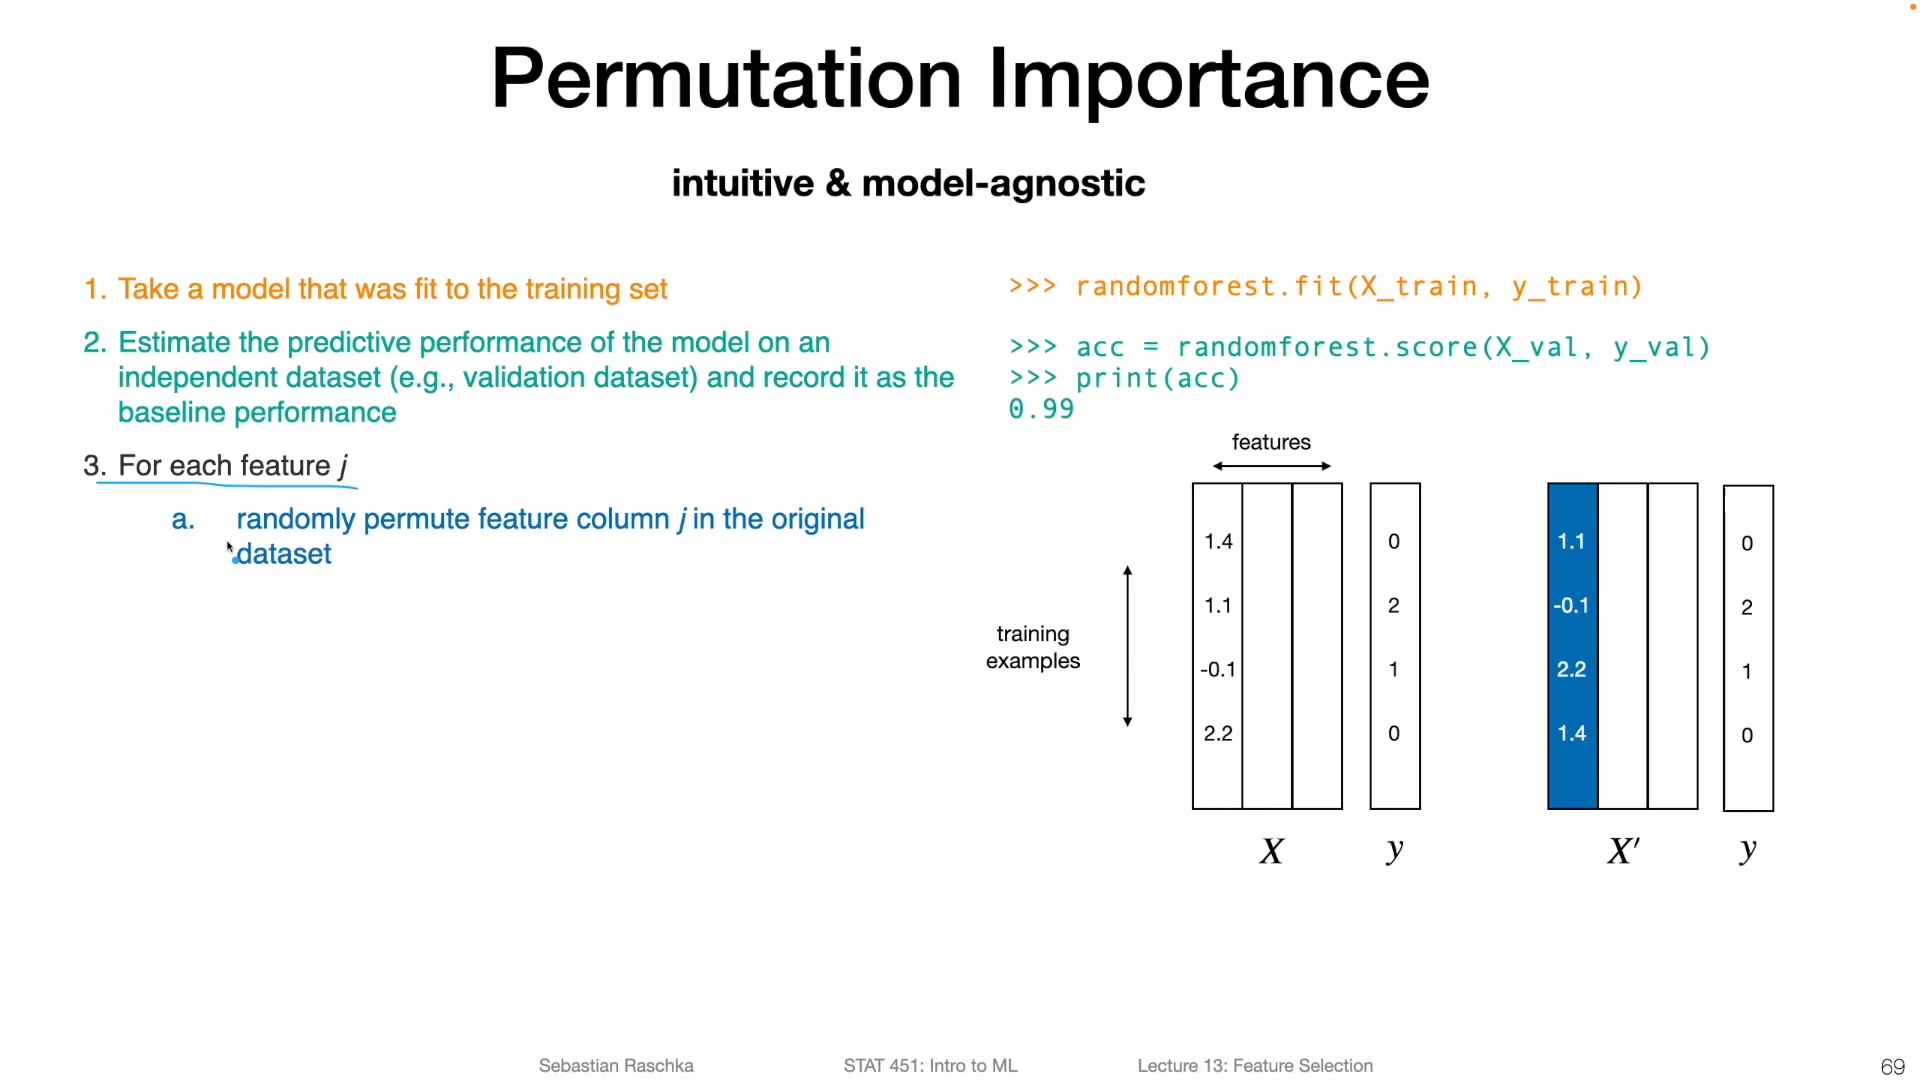 Permutation Importance
intuitive & model-agnostic
1. Take a model that was fit to the training set
2. Estimate the predictive performance of the model on an
independent dataset (e.g., validation dataset) and record it as the
baseline performance
3. For each feature j
a. randomly permute feature column j in the original
dataset
>>> randomforest.fit(X_train, y_train)
>>> acc = randomforest.score(X_val, y_val)
>>> print(acc)
0.99
features
training
examples
1.4 0 1.1 0
1.1 2 -0.1 2
-0.1 1 2.2 1
2.2 0 1.4 0
X y X′ y
Sebastian Raschka STAT 451: Intro to ML Lecture 13: Feature Selection 69